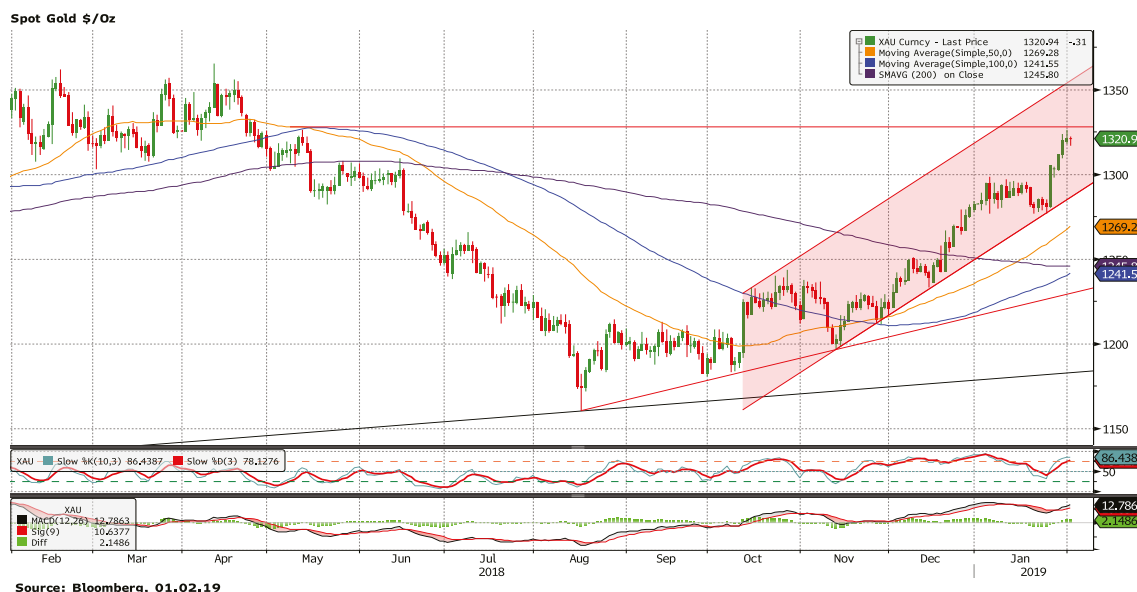 Spot Gold $/Oz
XAU Curncy - Last Price 1320.94 -.31
Moving Average(Simple,50,0) 1269.28
Moving Average(Simple,100,0) 1241.55
SMAVG (200) on Close 1245.80
1350
1320.9
1300
1269.2
1250
1245.8
1241.5
1200
1150
XAU Slow %K(10,3) 86.4387 Slow %D(3) 78.1276
86.438
50
XAU
MACD(12,26) 12.7863
Sig(9) 10.6377
Diff 2.1486
12.786
2.1486
Feb Mar Apr May Jun Jul Aug Sep Oct Nov Dec Jan
2018 2019
Source: Bloomberg, 01.02.19